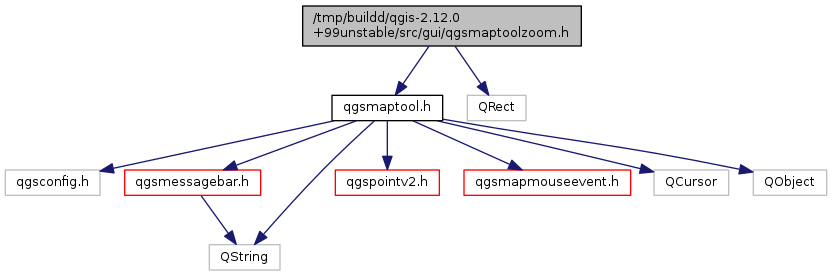 /tmp/buildd/qgis-2.12.0
+99unstable/src/gui/qgsmaptoolzoom.h
qgsmaptool.h
QRect
qgsconfig.h
qgsmessagebar.h
qgspointv2.h
qgsmapmouseevent.h
QCursor
QObject
QString